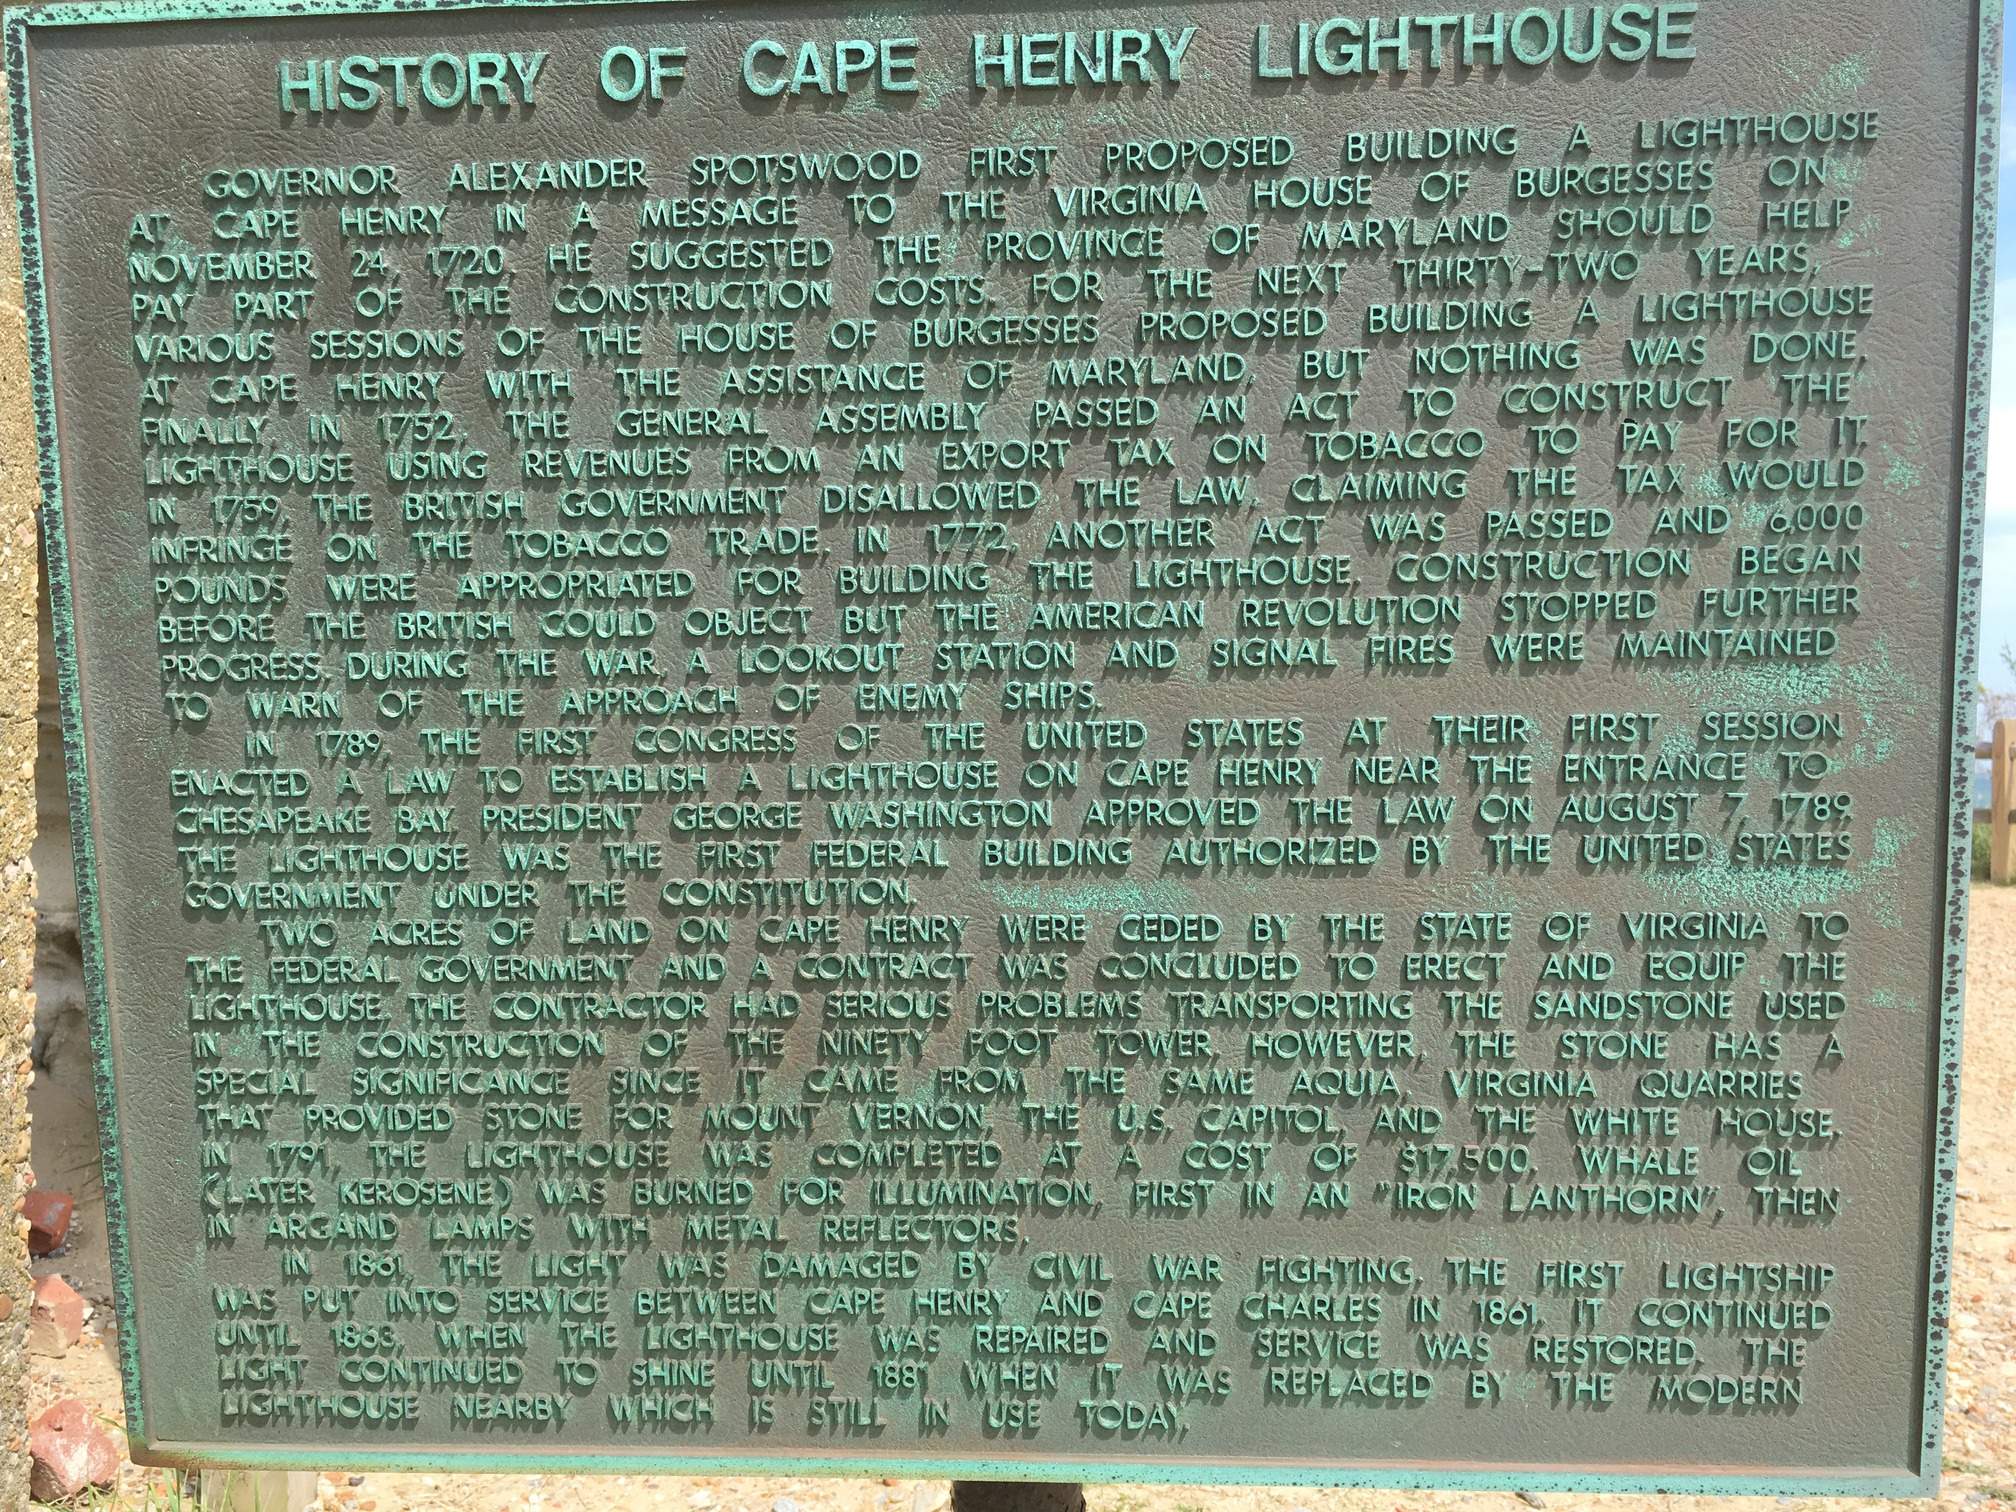 HISTORY OF CAPE HENRY LIGHTHOUSE
GOVERNOR ALEXANDER SPOTSWOOD FIRST PROPOSED BUILDING A LIGHTHOUSE
AT CAPE HENRY IN A MESSAGE TO THE VIRGINIA HOUSE OF BURGESSES ON
NOVEMBER 24, 1720. HE SUGGESTED THE PROVINCE OF MARYLAND SHOULD HELP
PAY PART OF THE CONSTRUCTION COSTS. FOR THE NEXT THIRTY-TWO YEARS,
VARIOUS SESSIONS OF THE HOUSE OF BURGESSES PROPOSED BUILDING A LIGHTHOUSE
AT CAPE HENRY WITH THE ASSISTANCE OF MARYLAND, BUT NOTHING WAS DONE.
FINALLY, IN 1752, THE GENERAL ASSEMBLY PASSED AN ACT TO CONSTRUCT THE
LIGHTHOUSE USING REVENUES FROM AN EXPORT TAX ON TOBACCO TO PAY FOR IT.
IN 1759, THE BRITISH GOVERNMENT DISALLOWED THE LAW, CLAIMING THE TAX WOULD
INFRINGE ON THE TOBACCO TRADE. IN 1772, ANOTHER ACT WAS PASSED AND 6,000
POUNDS WERE APPROPRIATED FOR BUILDING THE LIGHTHOUSE. CONSTRUCTION BEGAN
BEFORE THE BRITISH COULD OBJECT BUT THE AMERICAN REVOLUTION STOPPED FURTHER
PROGRESS. DURING THE WAR, A LOOKOUT STATION AND SIGNAL FIRES WERE MAINTAINED
TO WARN OF THE APPROACH OF ENEMY SHIPS.
IN 1789, THE FIRST CONGRESS OF THE UNITED STATES AT THEIR FIRST SESSION
ENACTED A LAW TO ESTABLISH A LIGHTHOUSE ON CAPE HENRY NEAR THE ENTRANCE TO
CHESAPEAKE BAY. PRESIDENT GEORGE WASHINGTON APPROVED THE LAW ON AUGUST 7, 1789.
THE LIGHTHOUSE WAS THE FIRST FEDERAL BUILDING AUTHORIZED BY THE UNITED STATES
GOVERNMENT UNDER THE CONSTITUTION.
TWO ACRES OF LAND ON CAPE HENRY WERE CEDED BY THE STATE OF VIRGINIA TO
THE FEDERAL GOVERNMENT AND A CONTRACT WAS CONCLUDED TO ERECT AND EQUIP THE
LIGHTHOUSE. THE CONTRACTOR HAD SERIOUS PROBLEMS TRANSPORTING THE SANDSTONE USED
IN THE CONSTRUCTION OF THE NINETY FOOT TOWER. HOWEVER, THE STONE HAS A
SPECIAL SIGNIFICANCE SINCE IT CAME FROM THE SAME AQUIA, VIRGINIA QUARRIES
THAT PROVIDED STONE FOR MOUNT VERNON, THE U.S. CAPITOL, AND THE WHITE HOUSE.
IN 1791, THE LIGHTHOUSE WAS COMPLETED AT A COST OF $17,500. WHALE OIL
(LATER KEROSENE) WAS BURNED FOR ILLUMINATION, FIRST IN AN "IRON LANTHORN", THEN
IN ARGAND LAMPS WITH METAL REFLECTORS.
IN 1861, THE LIGHT WAS DAMAGED BY CIVIL WAR FIGHTING. THE FIRST LIGHTSHIP
WAS PUT INTO SERVICE BETWEEN CAPE HENRY AND CAPE CHARLES IN 1861. IT CONTINUED
UNTIL 1863, WHEN THE LIGHTHOUSE WAS REPAIRED AND SERVICE WAS RESTORED. THE
LIGHT CONTINUED TO SHINE UNTIL 1881 WHEN IT WAS REPLACED BY THE MODERN
LIGHTHOUSE NEARBY WHICH IS STILL IN USE TODAY.